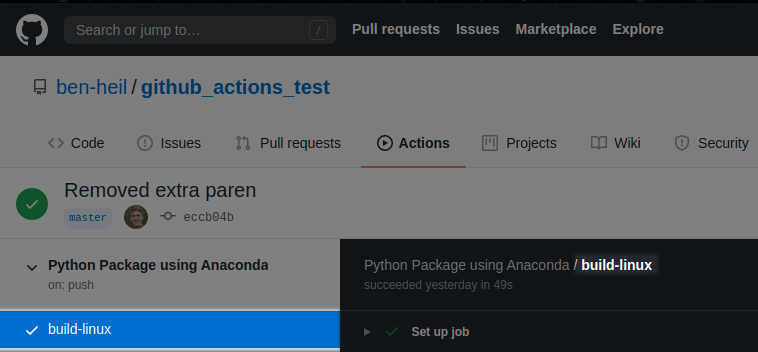 Search or jump to… / Pull requests Issues Marketplace Explore
ben-heil / github_actions_test
Code Issues Pull requests Actions Projects Wiki Security
Removed extra paren
master eccb04b
Python Package using Anaconda
on: push
Python Package using Anaconda / build-linux
succeeded yesterday in 49s
build-linux
Set up job